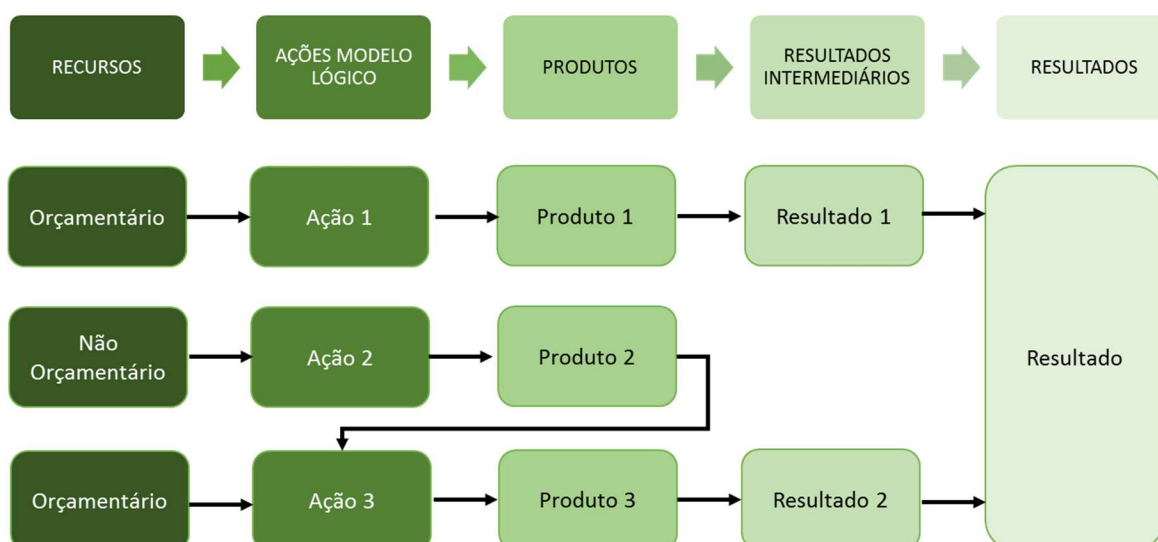 RECURSOS
AÇÕES MODELO
LÓGICO
PRODUTOS
RESULTADOS
INTERMEDIÁRIOS
RESULTADOS
Orçamentário
Ação 1
Produto 1
Resultado 1
Não
Orçamentário
Ação 2
Produto 2
Resultado
Orçamentário
Ação 3
Produto 3
Resultado 2